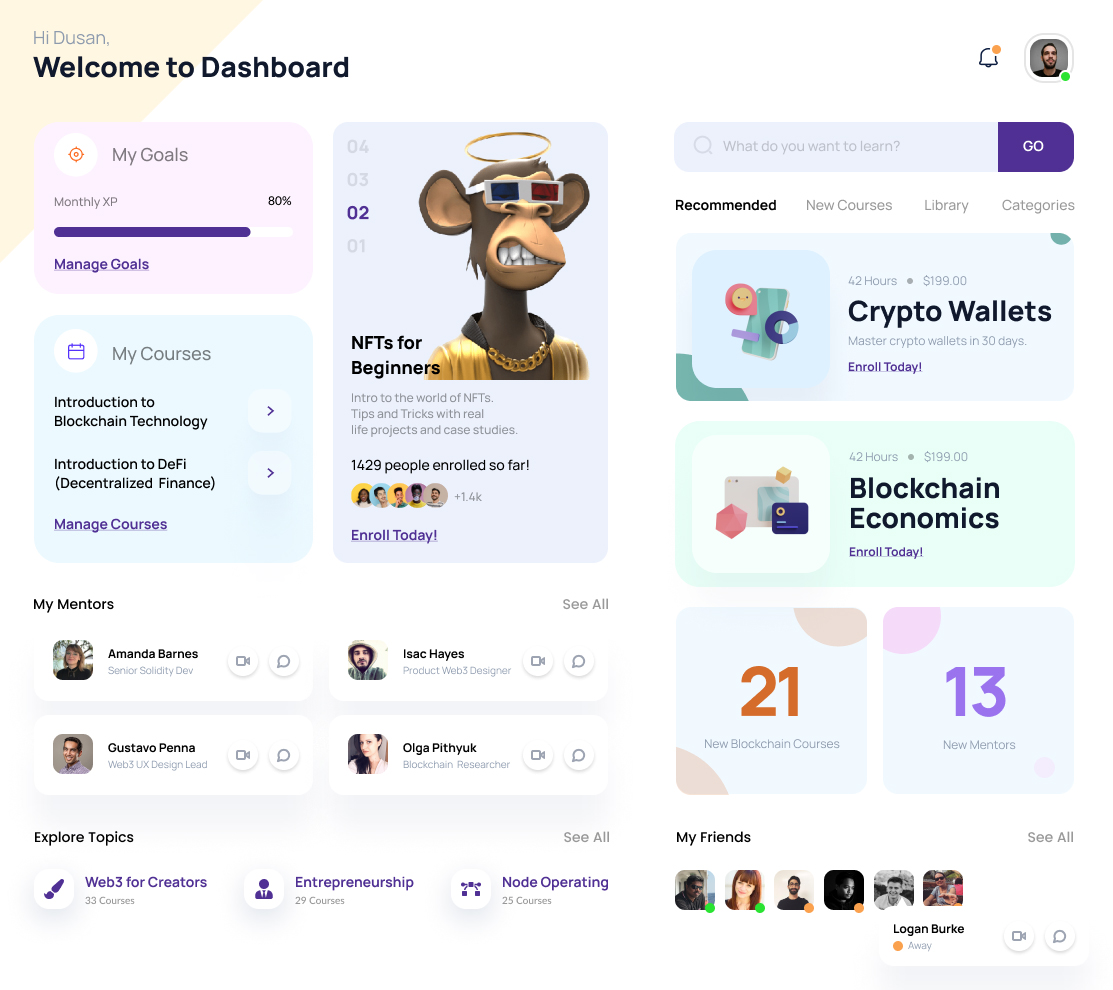 Hi Dusan,
Welcome to Dashboard
My Goals
Monthly XP
80%
Manage Goals
My Courses
Introduction to
Blockchain Technology
Introduction to DeFi
(Decentralized Finance)
Manage Courses
04
03
02
01
NFTs for
Beginners
Intro to the world of NFTs.
Tips and Tricks with real
life projects and case studies.
1429 people enrolled so far!
+1.4k
Enroll Today!
What do you want to learn?
GO
Recommended
New Courses
Library
Categories
42 Hours
$199.00
Crypto Wallets
Master crypto wallets in 30 days.
Enroll Today!
42 Hours
$199.00
Blockchain
Economics
Enroll Today!
21
New Blockchain Courses
13
New Mentors
My Mentors
See All
Amanda Barnes
Senior Solidity Dev
Isac Hayes
Product Web3 Designer
Gustavo Penna
Web3 UX Design Lead
Olga Pithyuk
Blockchain Researcher
Explore Topics
See All
Web3 for Creators
33 Courses
Entrepreneurship
29 Courses
Node Operating
25 Courses
My Friends
See All
Logan Burke
Away